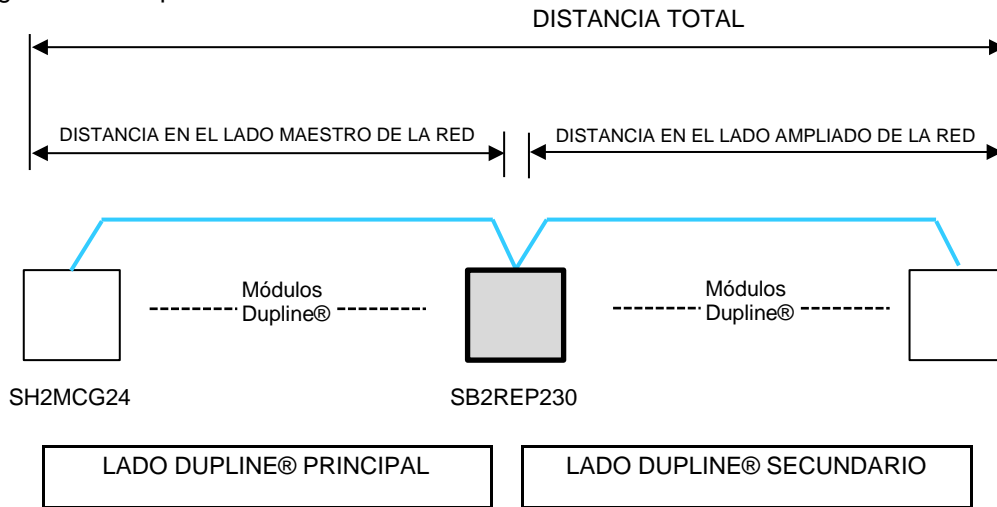 DISTANCIA TOTAL
DISTANCIA EN EL LADO MAESTRO DE LA RED
DISTANCIA EN EL LADO AMPLIADO DE LA RED
Módulos
Dupline®
Módulos
Dupline®
SH2MCG24
SB2REP230
LADO DUPLINE® PRINCIPAL
LADO DUPLINE® SECUNDARIO